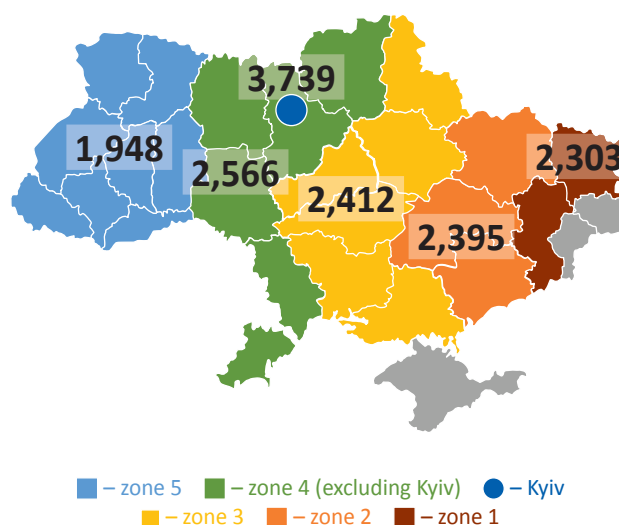 3,739
1,948
2,303
2,566
2,412
2,395
– zone 5
– zone 4 (excluding Kyiv)
– Kyiv
– zone 3
– zone 2
– zone 1